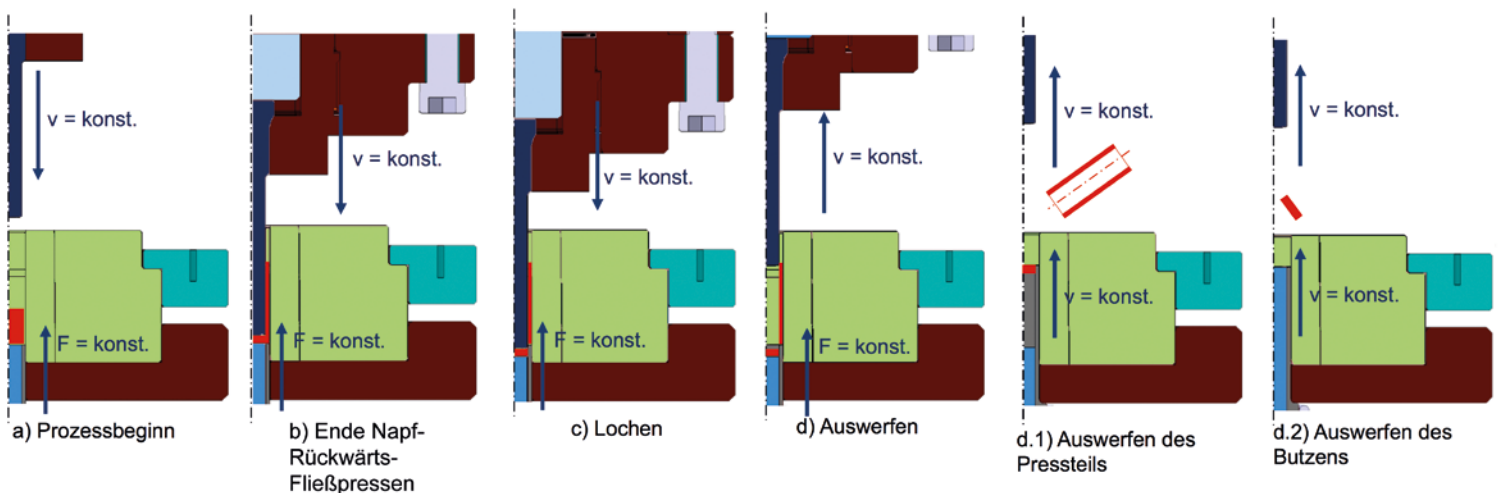 v = konst.
F = konst.
a) Prozessbeginn
v = konst.
F = konst.
b) Ende Napf-
Rückwärts-
Fließpressen
v = konst.
F = konst.
c) Lochen
v = konst.
F = konst.
d) Auswerfen
v = konst.
v = konst.
d.1) Auswerfen des
Pressteils
v = konst.
v = konst.
d.2) Auswerfen des
Butzens